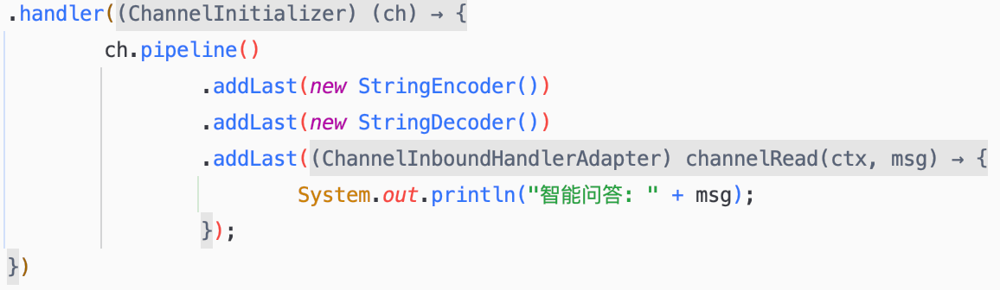 .handler((ChannelInitializer) (ch) → {
ch.pipeline()
.addLast(new StringEncoder())
.addLast(new StringDecoder())
.addLast((ChannelInboundHandlerAdapter) channelRead(ctx, msg) → {
System.out.println("智能问答: " + msg);
});
})